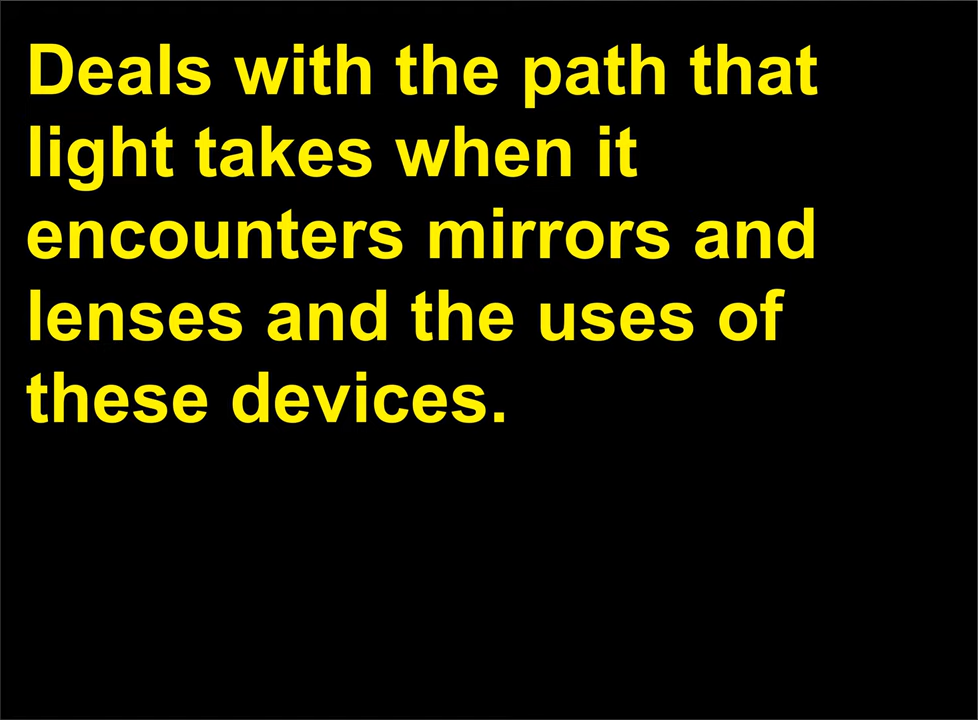 Deals with the path that
light takes when it
encounters mirrors and
lenses and the uses of
these devices.